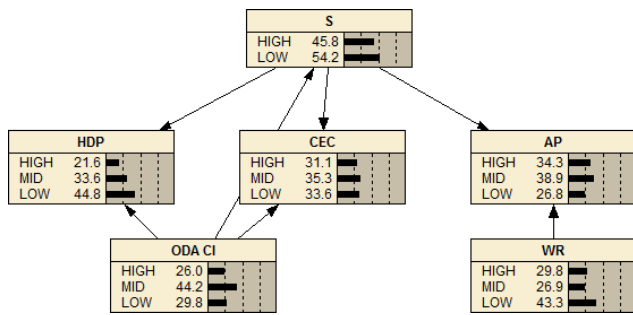 S
HIGH 45.8
LOW 54.2
HDP
HIGH 21.6
MID 33.6
LOW 44.8
CEC
HIGH 31.1
MID 35.3
LOW 33.6
AP
HIGH 34.3
MID 38.9
LOW 26.8
ODA CI
HIGH 26.0
MID 44.2
LOW 29.8
WR
HIGH 29.8
MID 26.9
LOW 43.3